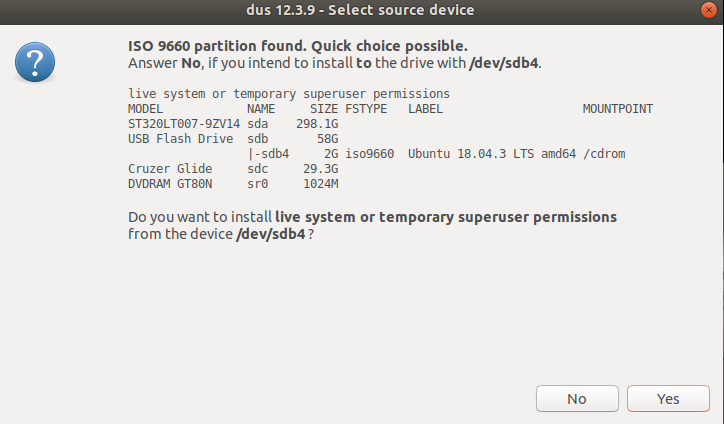 dus 12.3.9 - Select source device
ISO 9660 partition found. Quick choice possible.
Answer No, if you intend to install to the drive with /dev/sdb4.
live system or temporary superuser permissions
MODEL            NAME     SIZE FSTYPE   LABEL                    MOUNTPOINT
ST320LT007-9ZV14 sda    298.1G
USB Flash Drive  sdb       58G
                 |-sdb4     2G iso9660  Ubuntu 18.04.3 LTS amd64 /cdrom
Cruzer Glide     sdc     29.3G
DVDRAM GT80N     sr0     1024M
Do you want to install live system or temporary superuser permissions
from the device /dev/sdb4 ?
No Yes